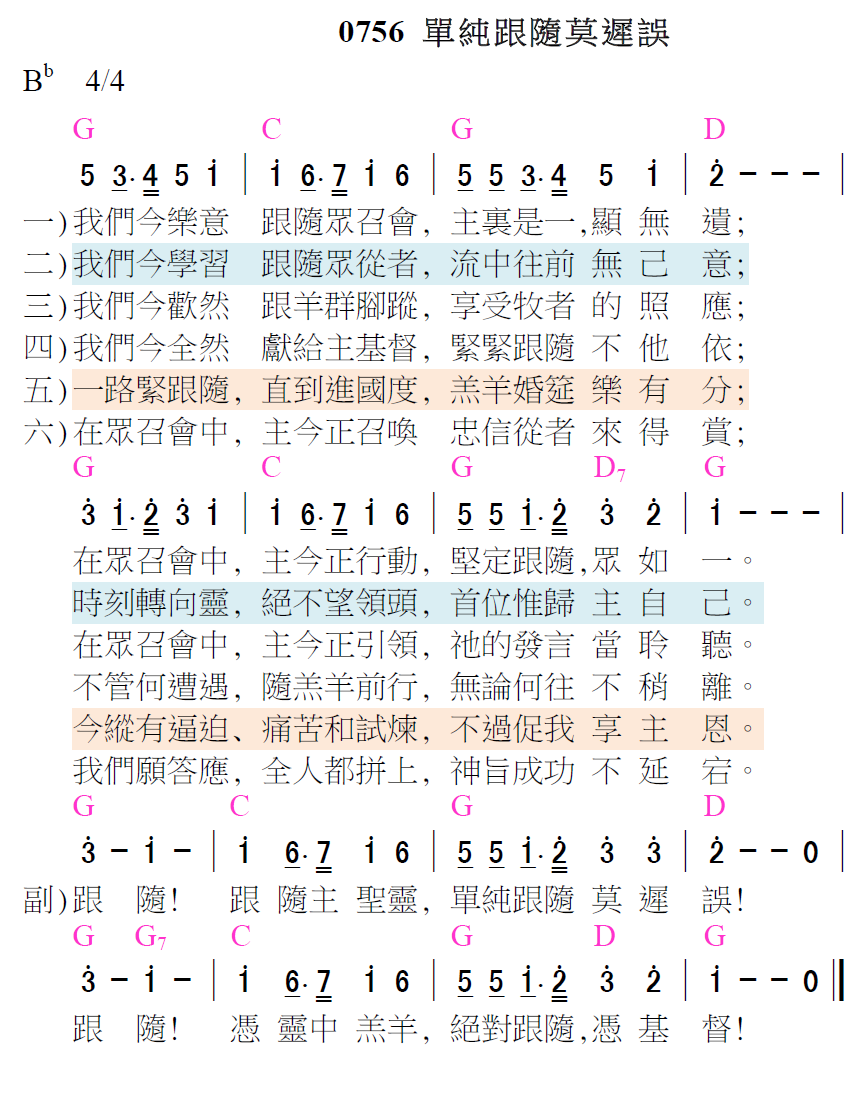 0756 單純跟隨莫遲誤
Bb 4/4
G C G D
5 3·4 5 i | i 6·7 i 6 | 5 5 3·4 5 i | 2̇ - - - |
一)我們今樂意 跟隨眾召會, 主裏是一,顯 無 遺;
二)我們今學習 跟隨眾從者, 流中往前 無 己 意;
三)我們今歡然 跟羊群腳蹤, 享受牧者 的 照 應;
四)我們今全然 獻給主基督, 緊緊跟隨 不 他 依;
五)一路緊跟隨, 直到進國度, 羔羊婚筵 樂 有 分;
六)在眾召會中, 主今正召喚 忠信從者 來 得 賞;
G C G D7 G
3̇ i·2̇ 3̇ i | i 6·7 i 6 | 5 5 i·2̇ 3̇ 2̇ | i - - - |
在眾召會中, 主今正行動, 堅定跟隨,眾 如 一。
時刻轉向靈, 絕不望領頭, 首位惟歸 主 自 己。
在眾召會中, 主今正引領, 祂的發言 當 聆 聽。
不管何遭遇, 隨羔羊前行, 無論何往 不 稍 離。
今縱有逼迫、痛苦和試煉, 不過促我 享 主 恩。
我們願答應, 全人都拼上, 神旨成功 不 延 宕。
G C G D
3̇ - i - | i 6·7 i 6 | 5 5 i·2̇ 3̇ 3̇ | 2̇ - - 0 |
副)跟 隨! 跟 隨主 聖靈, 單純跟隨 莫 遲 誤!
G G7 C G D G
3̇ - i - | i 6·7 i 6 | 5 5 i·2̇ 3̇ 2̇ | i - - 0 ‖
跟 隨! 憑 靈中 羔羊, 絕對跟隨,憑 基 督!